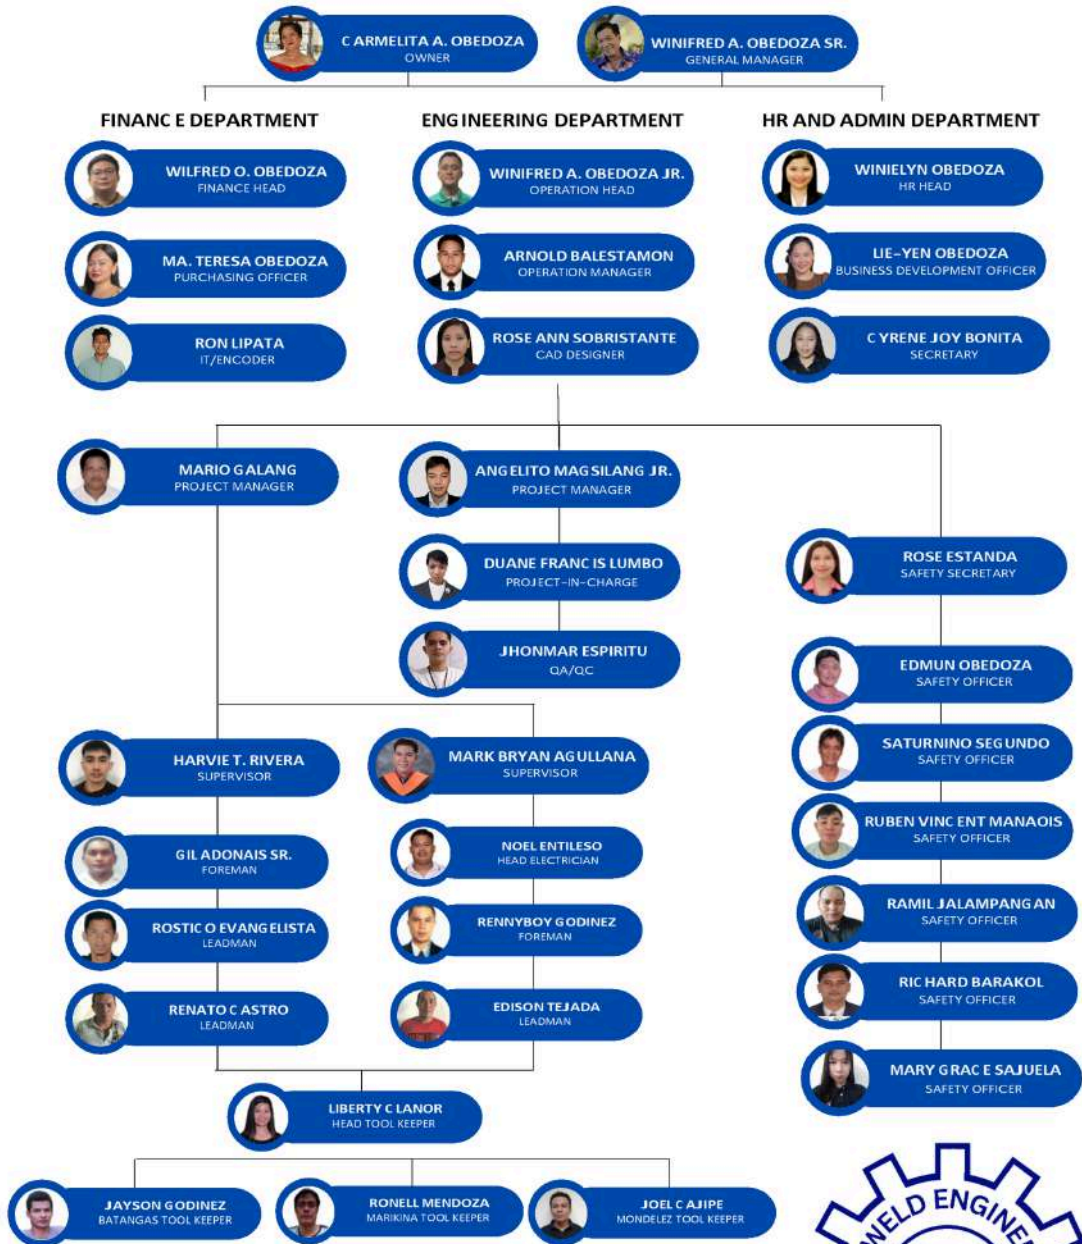 CARMELITA A. OBEDOZA
OWNER
WINIFRED A. OBEDOZA SR.
GENERAL MANAGER
FINANCE DEPARTMENT
WILFRED O. OBEDOZA
FINANCE HEAD
MA. TERESA OBEDOZA
PURCHASING OFFICER
RON LIPATA
IT/ENCODER
ENGINEERING DEPARTMENT
WINIFRED A. OBEDOZA JR.
OPERATION HEAD
ARNOLD BALESTAMON
OPERATION MANAGER
ROSE ANN SOBRISTANTE
CAD DESIGNER
HR AND ADMIN DEPARTMENT
WINIELYN OBEDOZA
HR HEAD
LIE-YEN OBEDOZA
BUSINESS DEVELOPMENT OFFICER
CYRENE JOY BONITA
SECRETARY
MARIO GALANG
PROJECT MANAGER
ANGELITO MAGSILANG JR.
PROJECT MANAGER
DUANE FRANCIS LUMBO
PROJECT-IN-CHARGE
JHONMAR ESPIRITU
QA/QC
HARVIE T. RIVERA
SUPERVISOR
GIL ADONAIS SR.
FOREMAN
ROSTICO EVANGELISTA
LEADMAN
RENATO CASTRO
LEADMAN
MARK BRYAN AGULLANA
SUPERVISOR
NOEL ENTILESO
HEAD ELECTRICIAN
RENNYBOY GODINEZ
FOREMAN
EDISON TEJADA
LEADMAN
ROSE ESTANDA
SAFETY SECRETARY
EDMUN OBEDOZA
SAFETY OFFICER
SATURNINO SEGUNDO
SAFETY OFFICER
RUBEN VINCENT MANAOIS
SAFETY OFFICER
RAMIL JALAMPANGAN
SAFETY OFFICER
RICHARD BARAKOL
SAFETY OFFICER
MARY GRACE SAJUELA
SAFETY OFFICER
LIBERTY CLANOR
HEAD TOOL KEEPER
JAYSON GODINEZ
BATANGAS TOOL KEEPER
RONELL MENDOZA
MARIKINA TOOL KEEPER
JOEL CAJIPE
MONDELEZ TOOL KEEPER